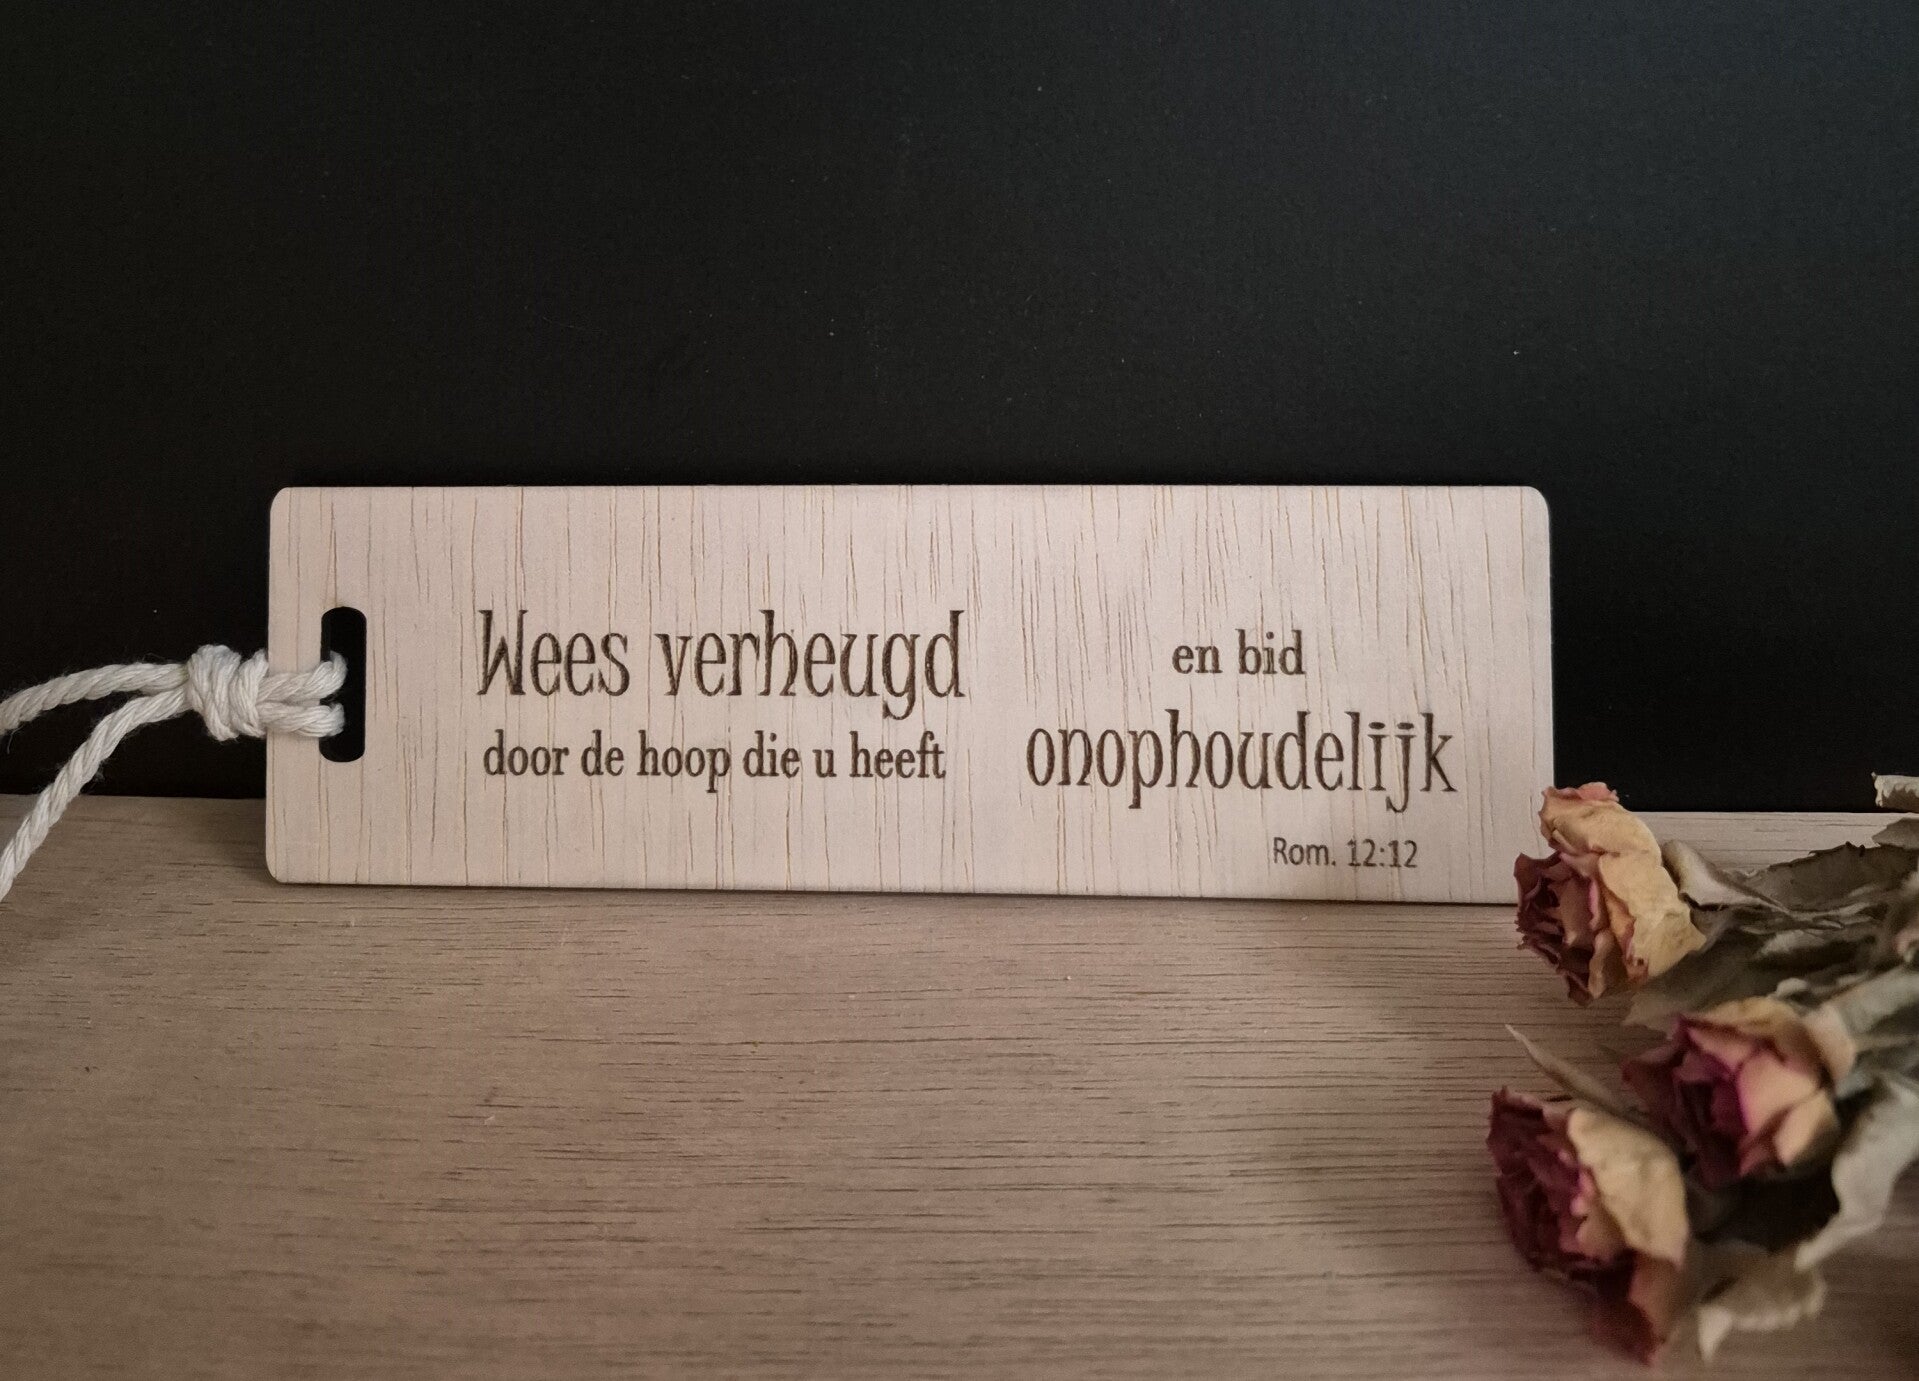 Wees verheugd
door de hoop die u heeft
en bid
onophoudelijk
Rom. 12:12